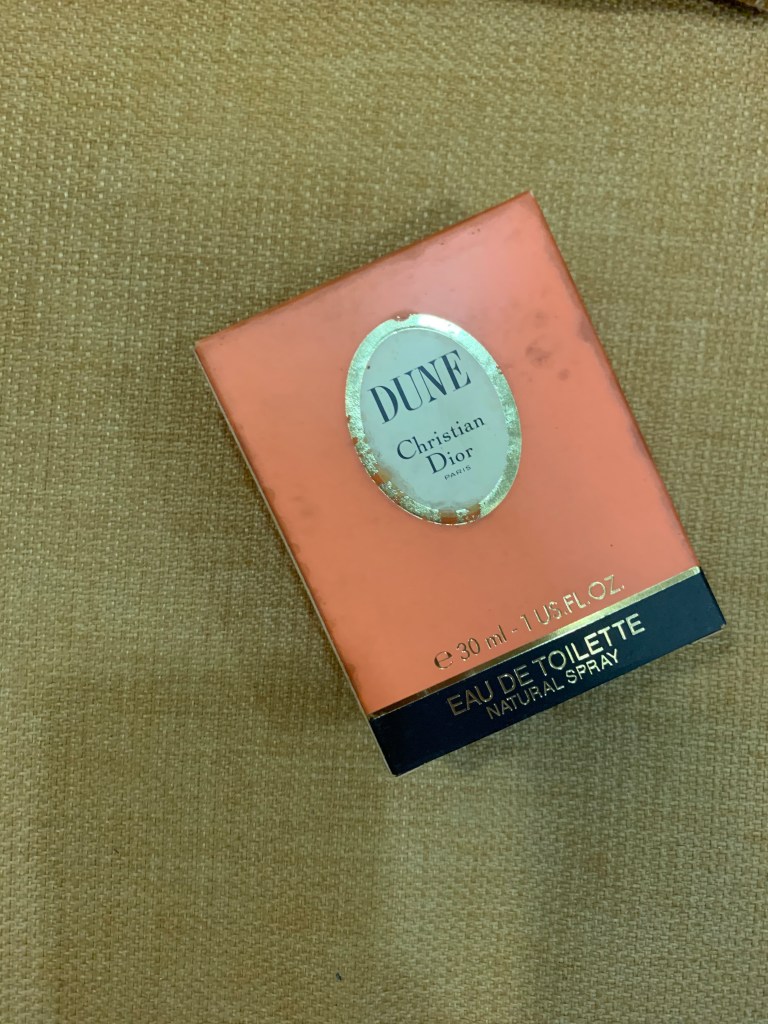 DUNE
Christian
Dior
PARIS
e 30 ml - 1 US.FL.OZ.
EAU DE TOILETTE
NATURAL SPRAY